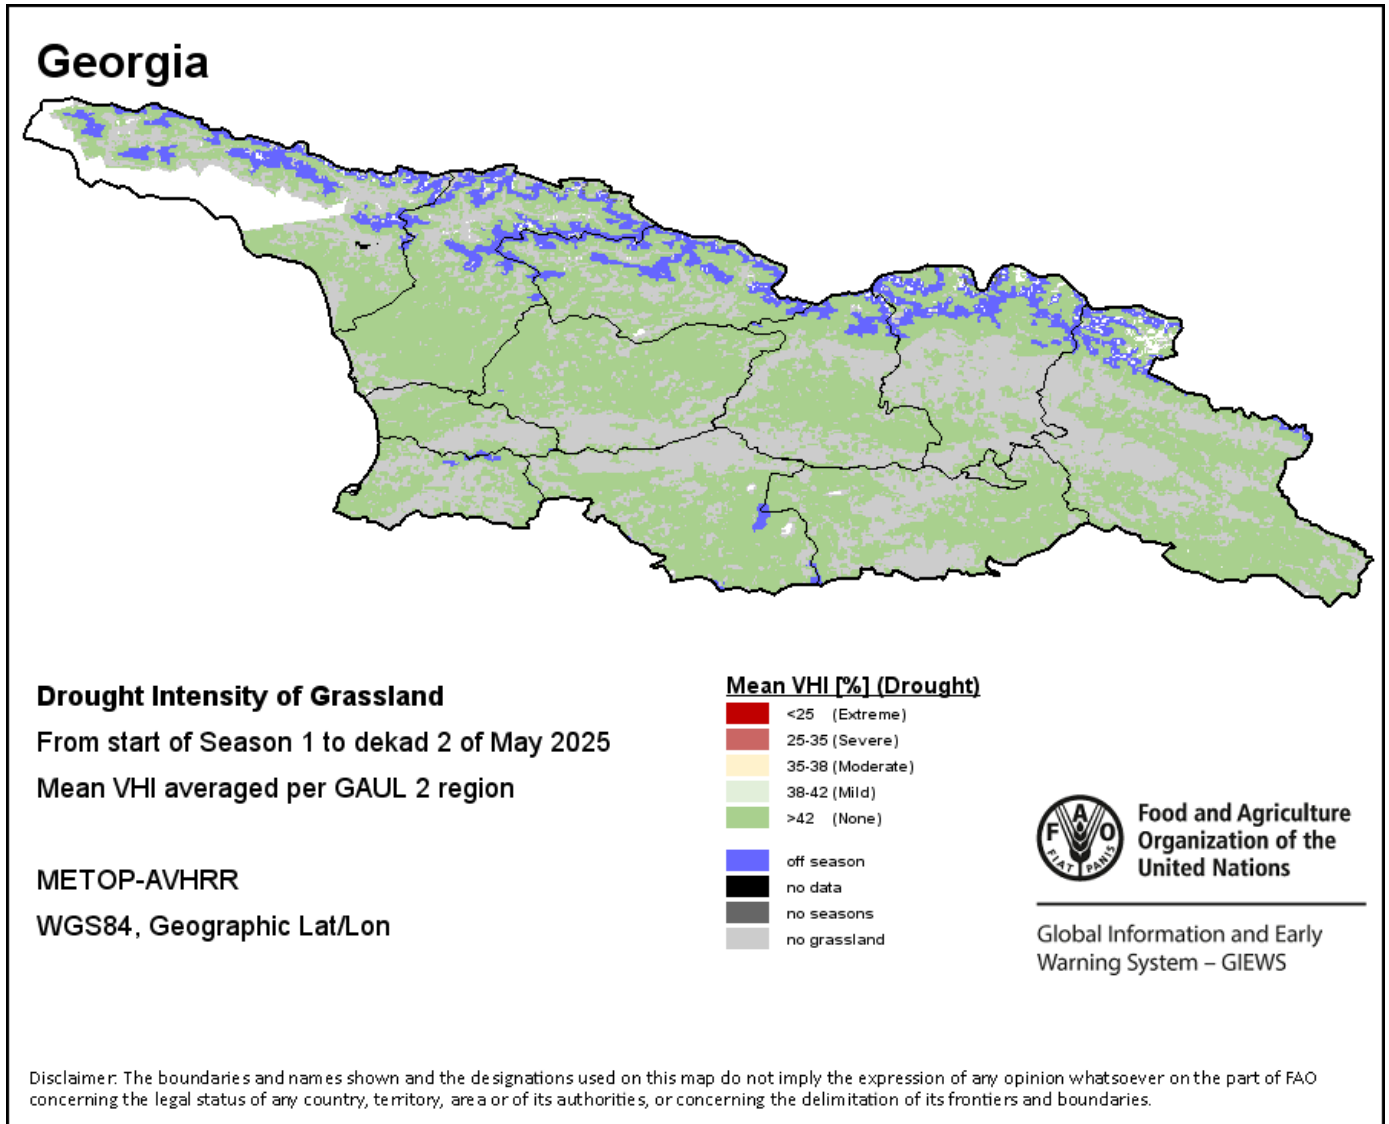 Georgia
Drought Intensity of Grassland
From start of Season 1 to dekad 2 of May 2025
Mean VHI averaged per GAUL 2 region
METOP-AVHRR
WGS84, Geographic Lat/Lon
Mean VHI [%] (Drought)
<25 (Extreme)
25-35 (Severe)
35-38 (Moderate)
38-42 (Mild)
>42 (None)
off season
no data
no seasons
no grassland
F A O
FIAT PANIS
Food and Agriculture
Organization of the
United Nations
Global Information and Early
Warning System – GIEWS
Disclaimer: The boundaries and names shown and the designations used on this map do not imply the expression of any opinion whatsoever on the part of FAO
concerning the legal status of any country, territory, area or of its authorities, or concerning the delimitation of its frontiers and boundaries.